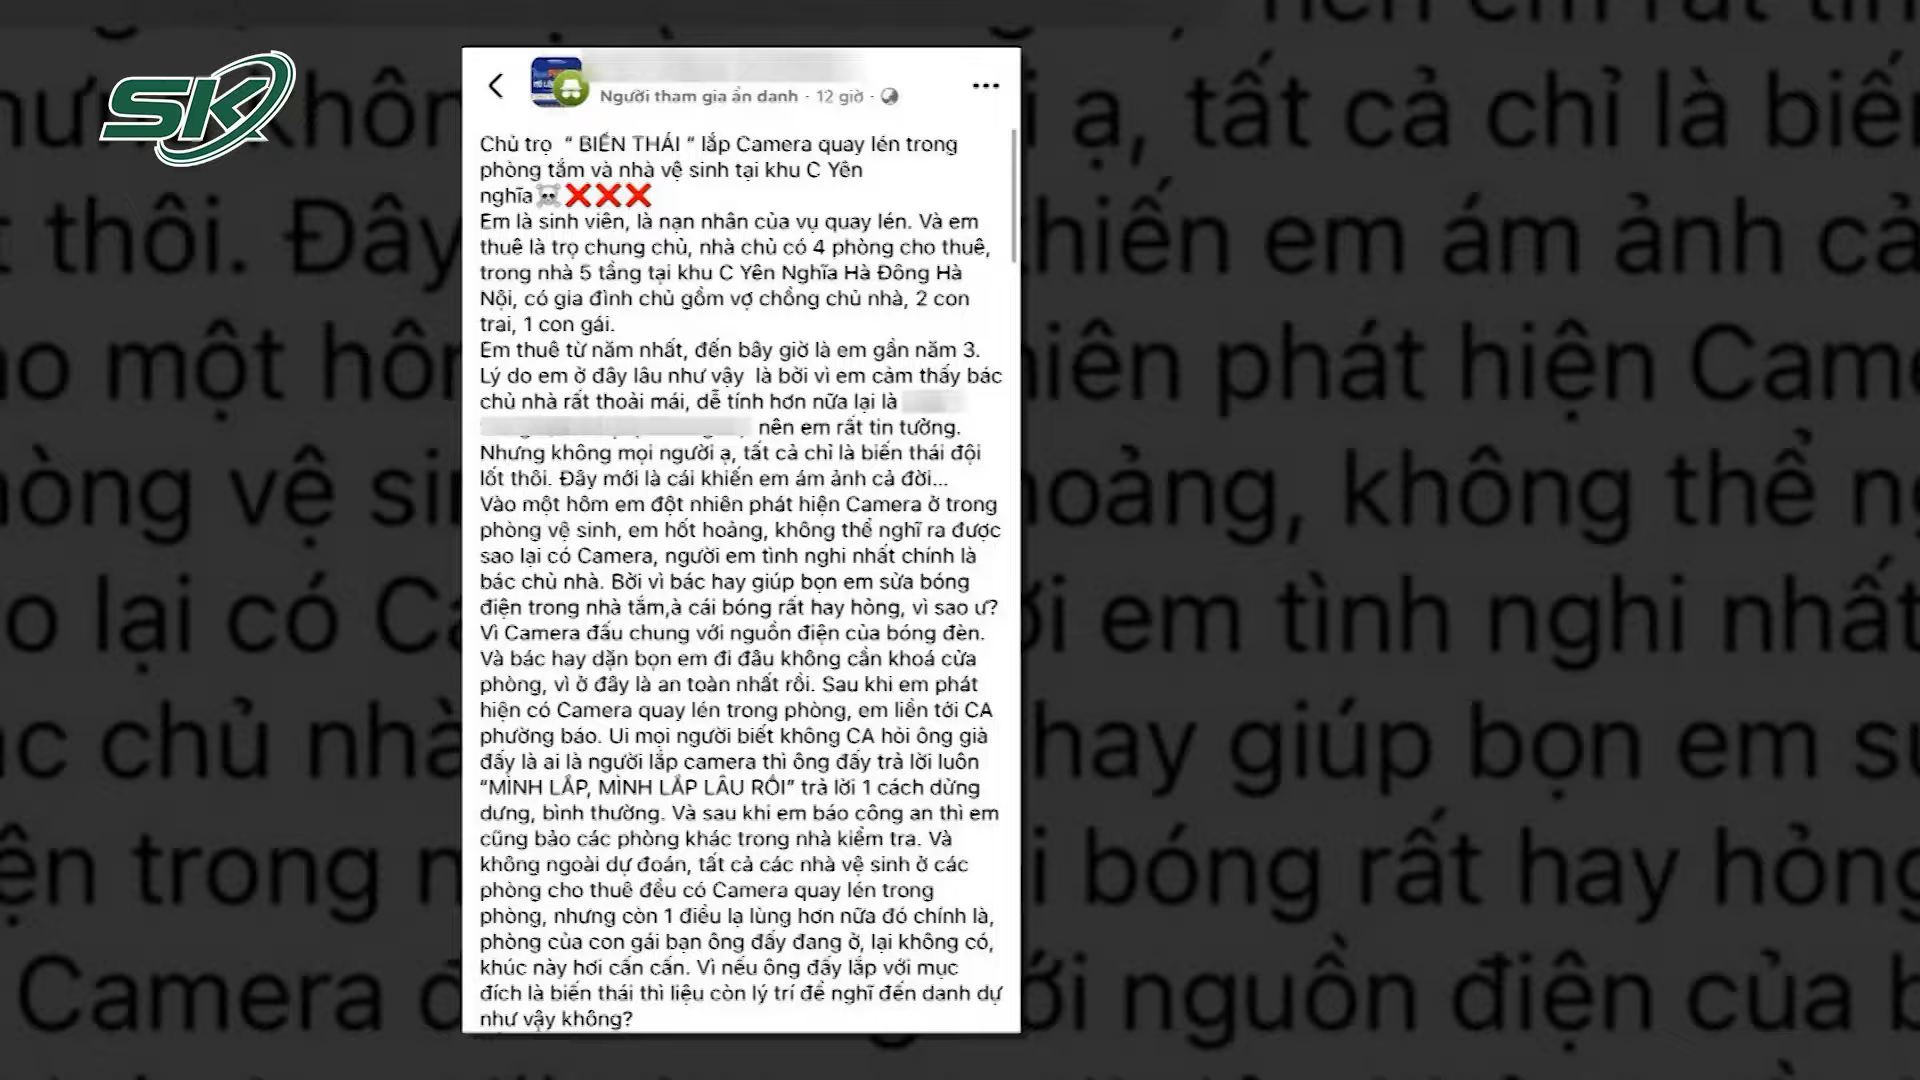 SK
Người tham gia ẩn danh · 12 giờ ·
Chủ trọ “ BIẾN THÁI “ lắp Camera quay lén trong
phòng tắm và nhà vệ sinh tại khu C Yên
nghĩa☠️❌❌❌
Em là sinh viên, là nạn nhân của vụ quay lén. Và em
thuê là trọ chung chủ, nhà chủ có 4 phòng cho thuê,
trong nhà 5 tầng tại khu C Yên Nghĩa Hà Đông Hà
Nội, có gia đình chủ gồm vợ chồng chủ nhà, 2 con
trai, 1 con gái.
Em thuê từ năm nhất, đến bây giờ là em gần năm 3.
Lý do em ở đây lâu như vậy là bởi vì em cảm thấy bác
chủ nhà rất thoải mái, dễ tính hơn nữa lại là
nên em rất tin tưởng.
Nhưng không mọi người ạ, tất cả chỉ là biến thái đội
lốt thôi. Đây mới là cái khiến em ám ảnh cả đời...
Vào một hôm em đột nhiên phát hiện Camera ở trong
phòng vệ sinh, em hốt hoảng, không thể nghĩ ra được
sao lại có Camera, người em tình nghi nhất chính là
bác chủ nhà. Bởi vì bác hay giúp bọn em sửa bóng
điện trong nhà tắm,à cái bóng rất hay hỏng, vì sao ư?
Vì Camera đấu chung với nguồn điện của bóng đèn.
Và bác hay dặn bọn em đi đâu không cần khoá cửa
phòng, vì ở đây là an toàn nhất rồi. Sau khi em phát
hiện có Camera quay lén trong phòng, em liền tới CA
phường báo. Ui mọi người biết không CA hỏi ông già
đấy là ai là người lắp camera thì ông đấy trả lời luôn
“MÌNH LẮP, MÌNH LẮP LÂU RỒI” trả lời 1 cách dửng
dưng, bình thường. Và sau khi em báo công an thì em
cũng bảo các phòng khác trong nhà kiểm tra. Và
không ngoài dự đoán, tất cả các nhà vệ sinh ở các
phòng cho thuê đều có Camera quay lén trong
phòng, nhưng còn 1 điều lạ lùng hơn nữa đó chính là,
phòng của con gái bạn ông đấy đang ở, lại không có,
khúc này hơi cấn cấn. Vì nếu ông đấy lắp với mục
đích là biến thái thì liệu còn lý trí để nghĩ đến danh dự
như vậy không?